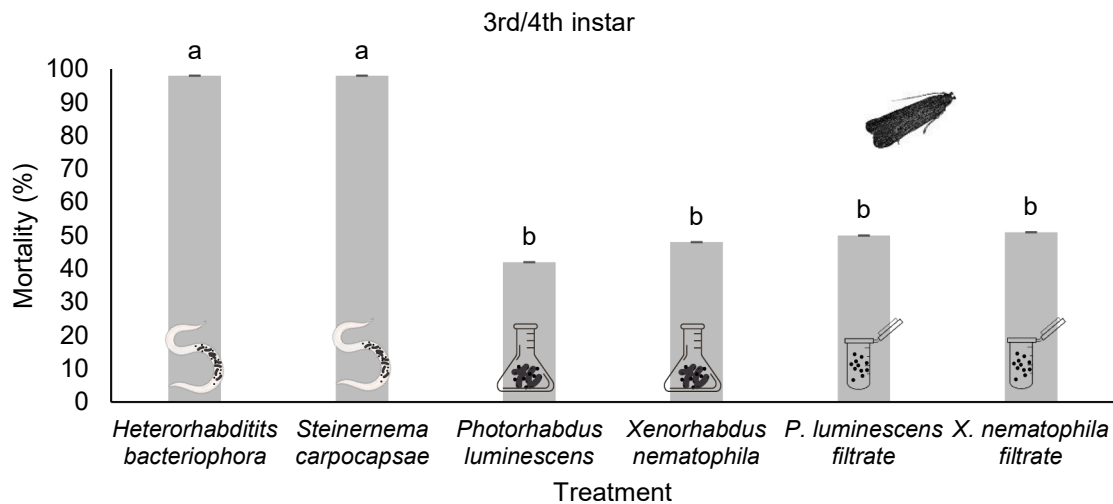 3rd/4th instar
a
a
b
b
b
b
100
90
80
70
60
50
40
30
20
10
0
Mortality (%)
Heterorhabditits bacteriophora
Steinernema carpocapsae
Photorhabdus luminescens
Xenorhabdus nematophila
P. luminescens filtrate
X. nematophila filtrate
Treatment